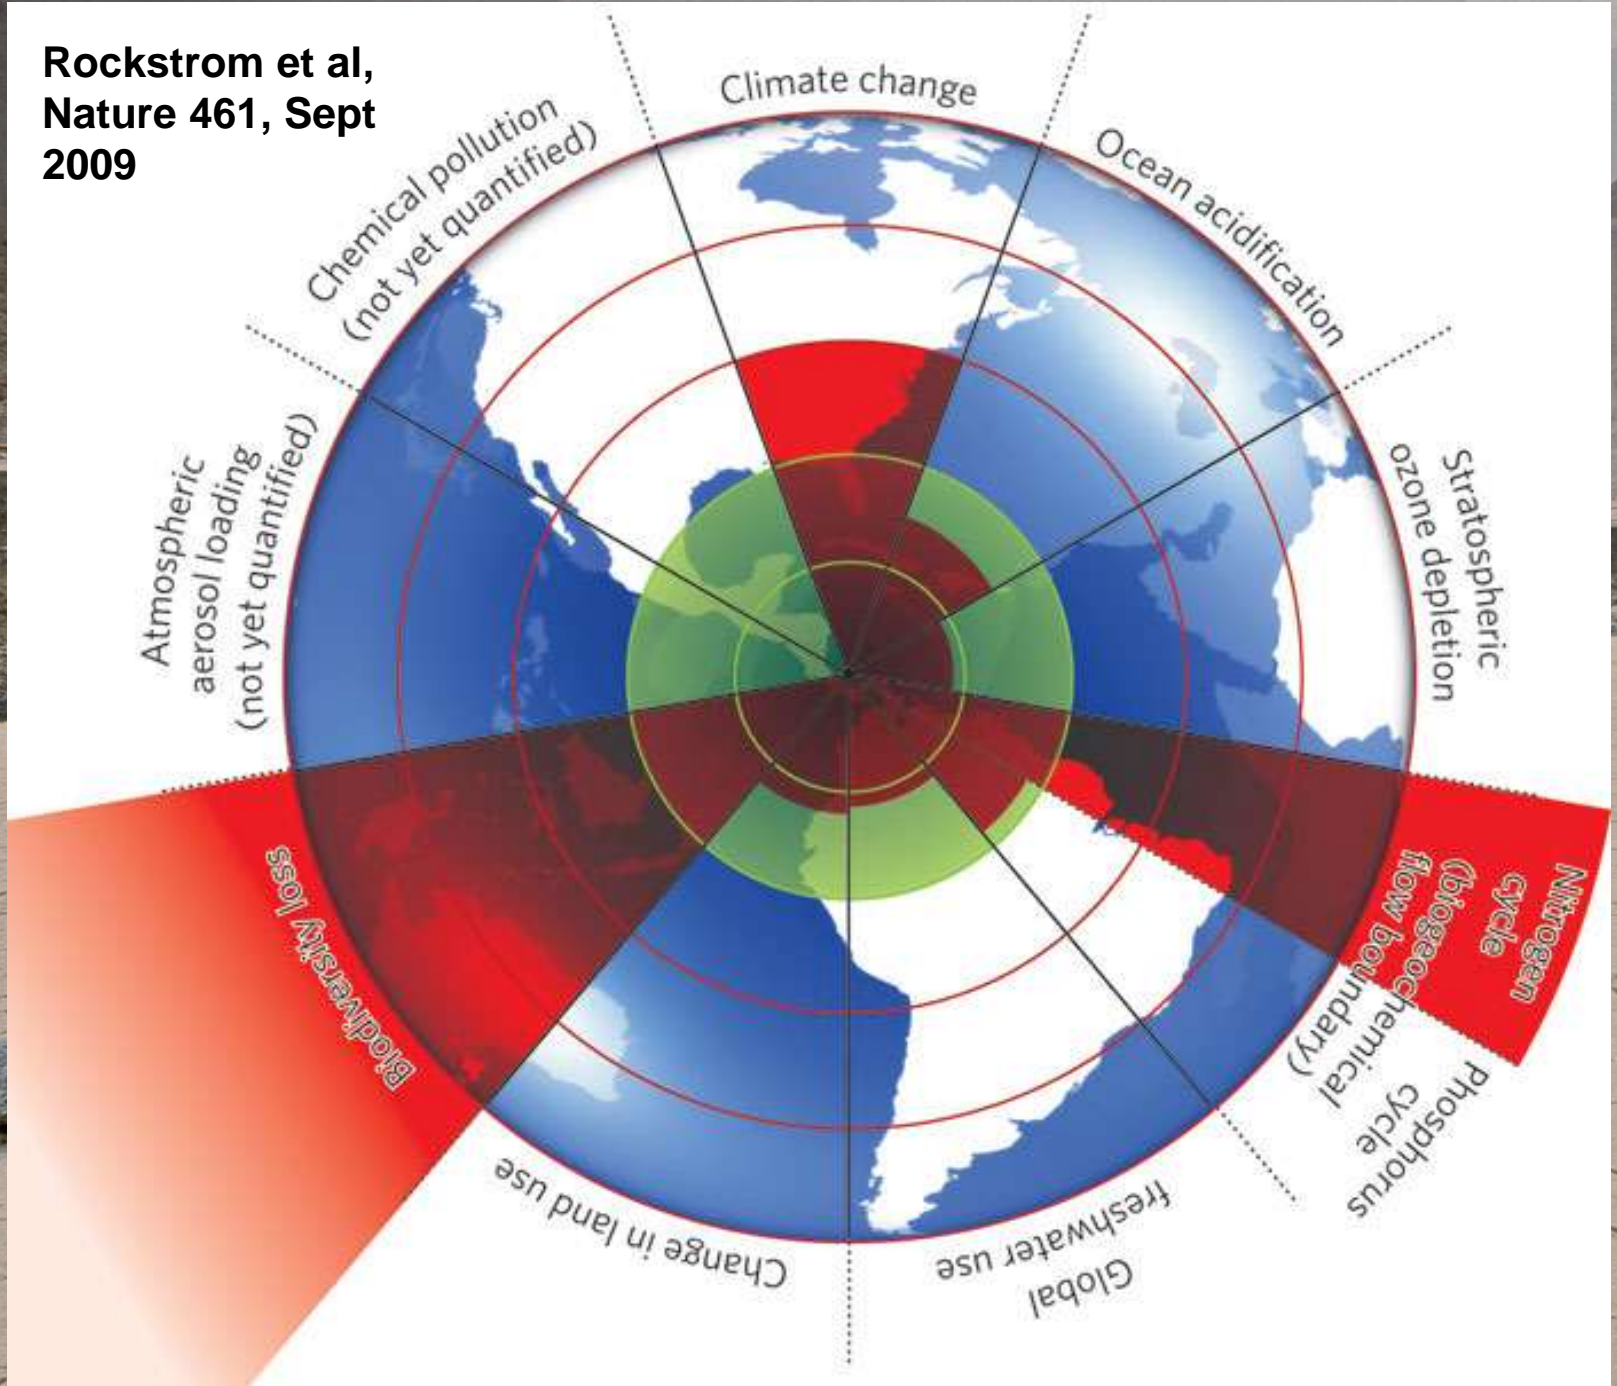 Rockstrom et al,
Nature 461, Sept
2009
Climate change
Ocean acidification
Stratospheric
ozone depletion
Nitrogen
cycle
(biogeochemical
flow boundary)
Phosphorus
cycle
Global
freshwater use
Change in land use
Biodiversity loss
Atmospheric
aerosol loading
(not yet quantified)
Chemical pollution
(not yet quantified)